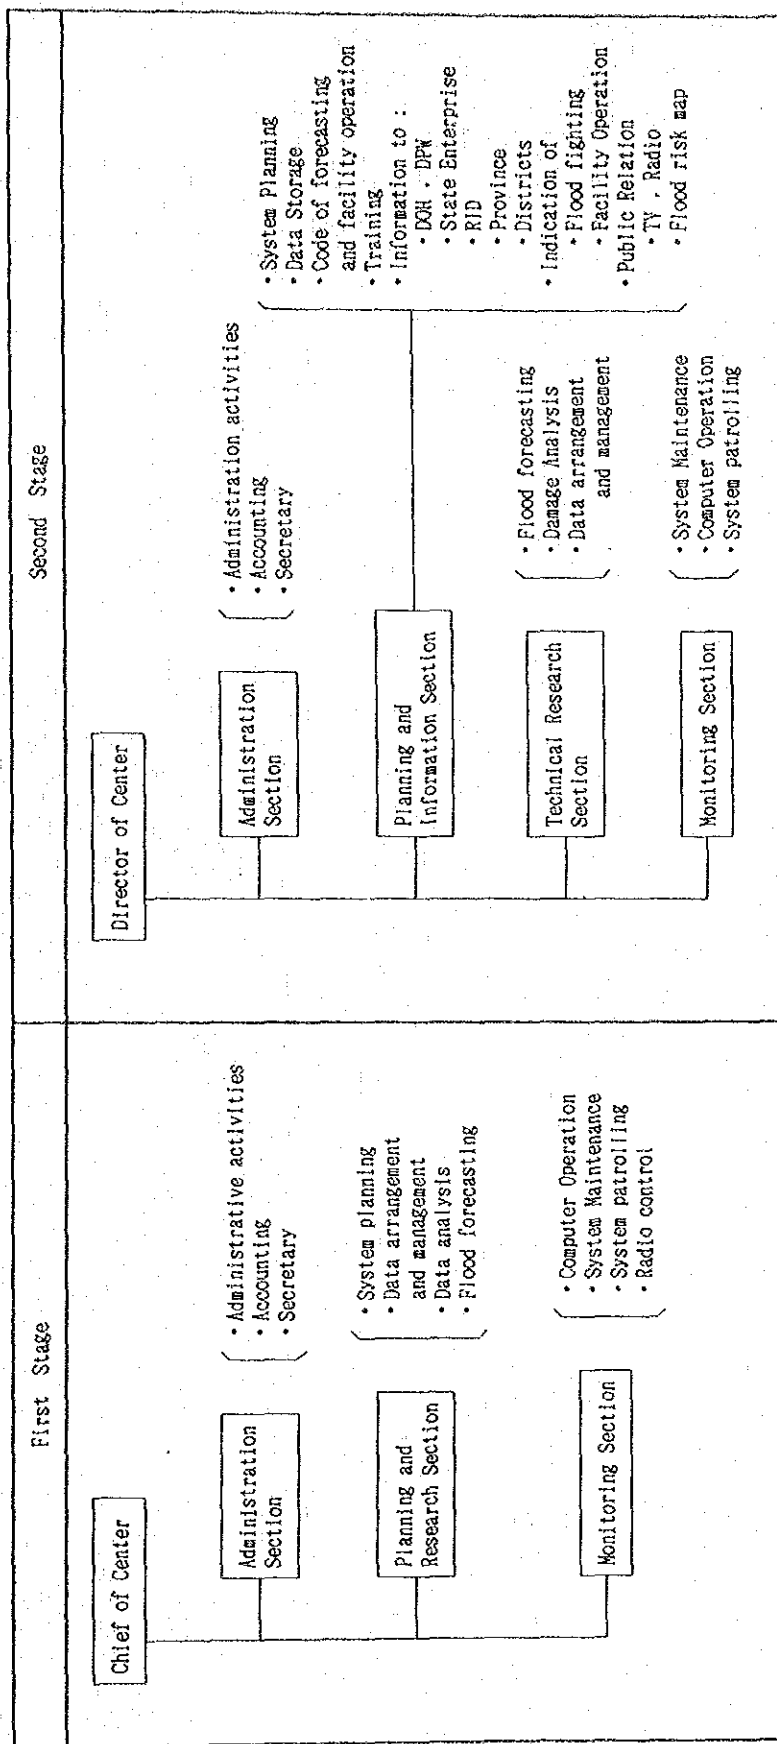 First Stage
Chief of Center
Administration
Section
• Administrative activities
• Accounting
• Secretary
Planning and
Research Section
• System planning
• Data arrangement
and management
• Data analysis
• Flood forecasting
Monitoring Section
• Computer Operation
• System Maintenance
• System patrolling
• Radio control
Second Stage
Director of Center
Administration
Section
• Administration activities
• Accounting
• Secretary
Planning and
Information Section
• System Planning
• Data Storage
• Code of forecasting
and facility operation
• Training
• Information to :
• DOH . DPW
• State Enterprise
• RID
• Province
• Districts
• Indication of
• Flood fighting
• Facility Operation
• Public Relation
• TV . Radio
• Flood risk map
Technical Research
Section
• Flood forecasting
• Damage Analysis
• Data arrangement
and management
Monitoring Section
• System Maintenance
• Computer Operation
• System patrolling